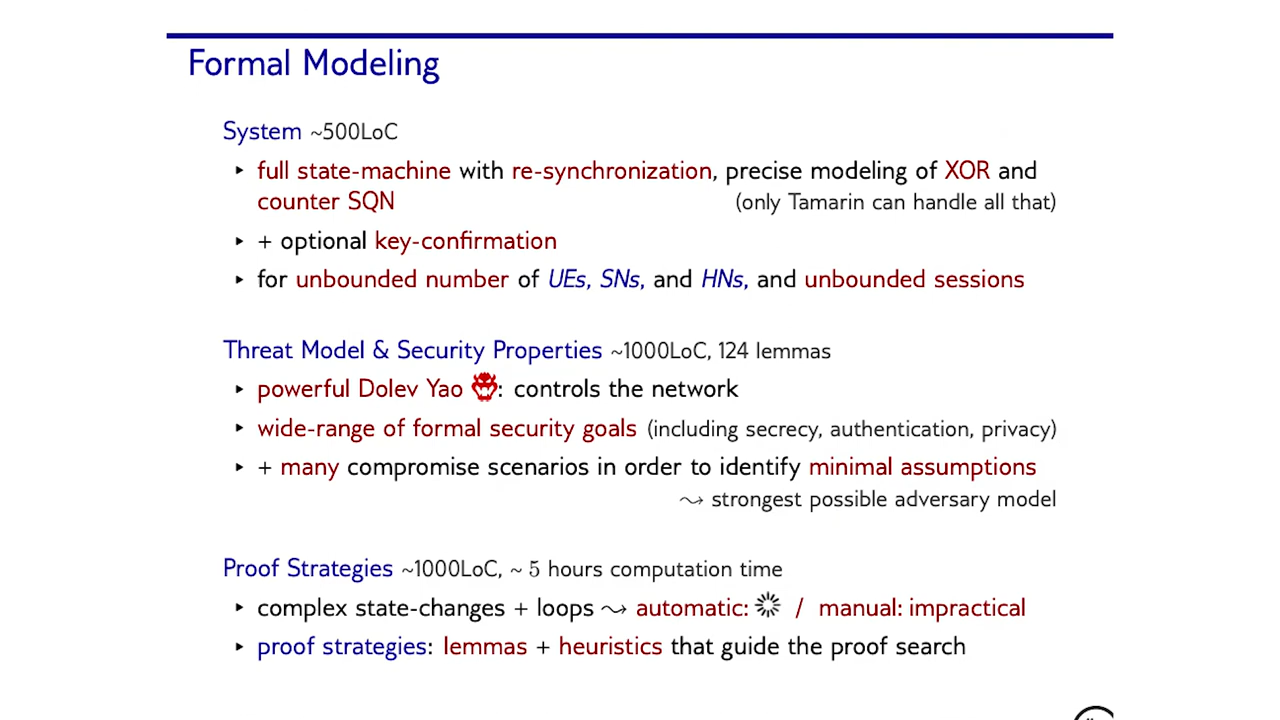 Formal Modeling
System ~500LoC
‣ full state-machine with re-synchronization, precise modeling of XOR and
counter SQN (only Tamarin can handle all that)
‣ + optional key-confirmation
‣ for unbounded number of UEs, SNs, and HNs, and unbounded sessions
Threat Model & Security Properties ~1000LoC, 124 lemmas
‣ powerful Dolev Yao : controls the network
‣ wide-range of formal security goals (including secrecy, authentication, privacy)
‣ + many compromise scenarios in order to identify minimal assumptions
⤳ strongest possible adversary model
Proof Strategies ~1000LoC, ~ 5 hours computation time
‣ complex state-changes + loops ⤳ automatic: / manual: impractical
‣ proof strategies: lemmas + heuristics that guide the proof search